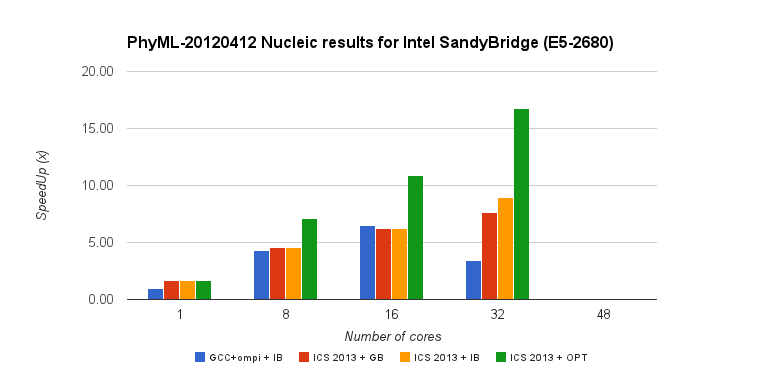 PhyML-20120412 Nucleic results for Intel SandyBridge (E5-2680)
20.00
15.00
10.00
5.00
0.00
SpeedUp (x)
1 8 16 32 48
Number of cores
GCC+ompi + IB ICS 2013 + GB ICS 2013 + IB ICS 2013 + OPT